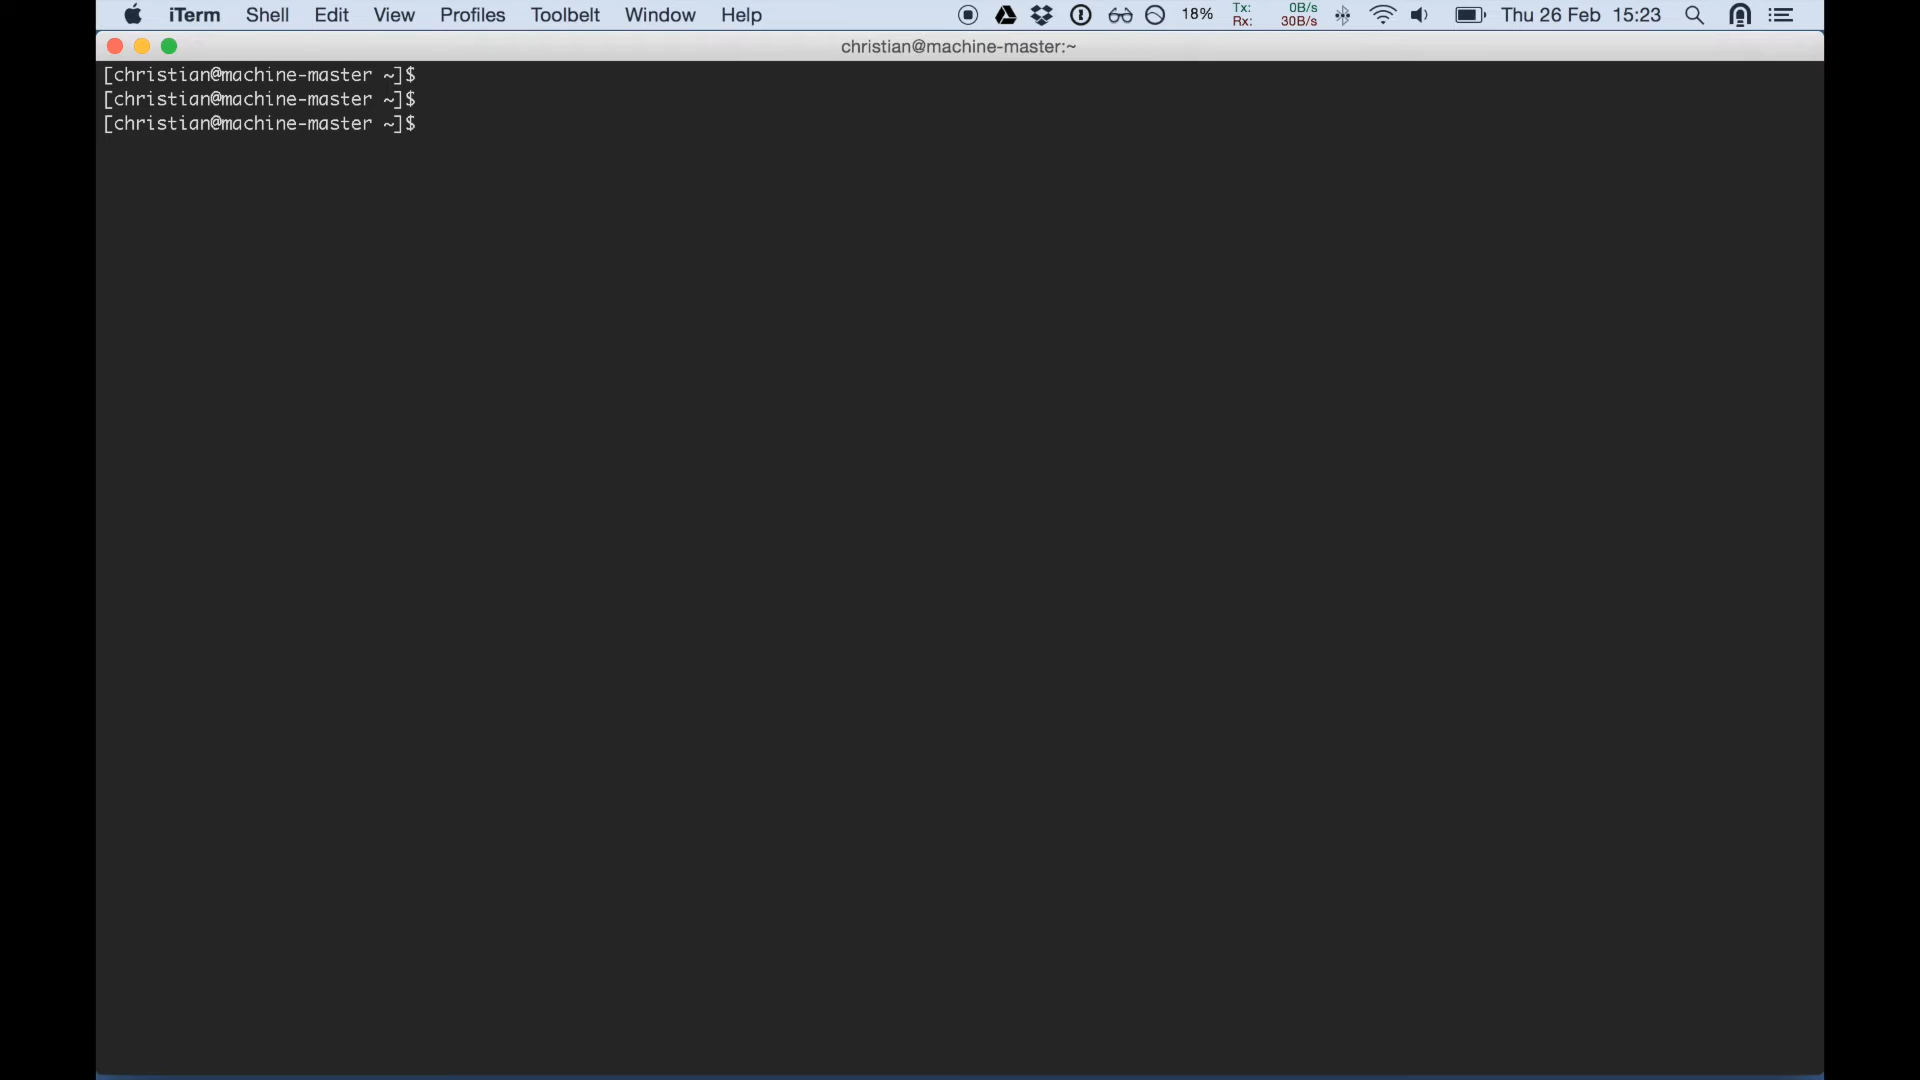 iTerm Shell Edit View Profiles Toolbelt Window Help 18% Tx: 0B/s Rx: 30B/s Thu 26 Feb 15:23
christian@machine-master:~
[christian@machine-master ~]$
[christian@machine-master ~]$
[christian@machine-master ~]$